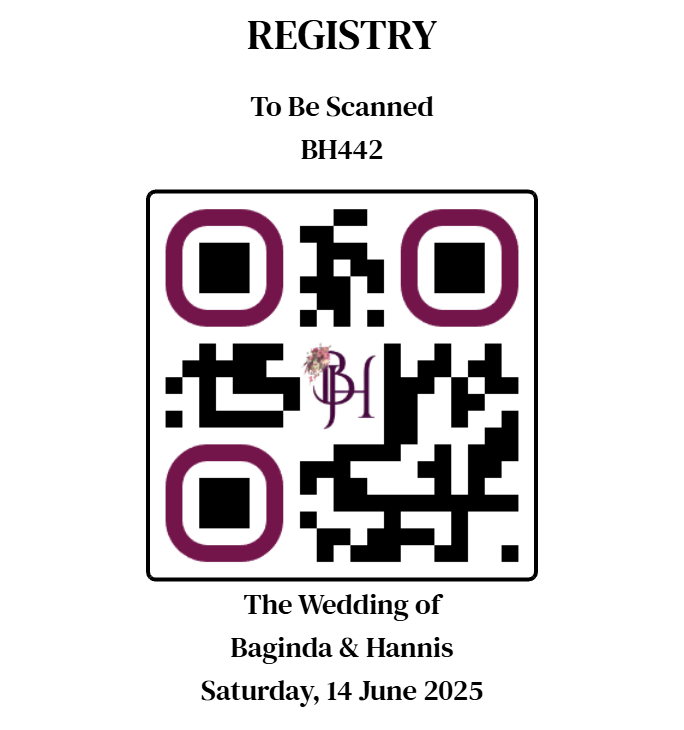 REGISTRY
To Be Scanned
BH442
BH
The Wedding of
Baginda & Hannis
Saturday, 14 June 2025